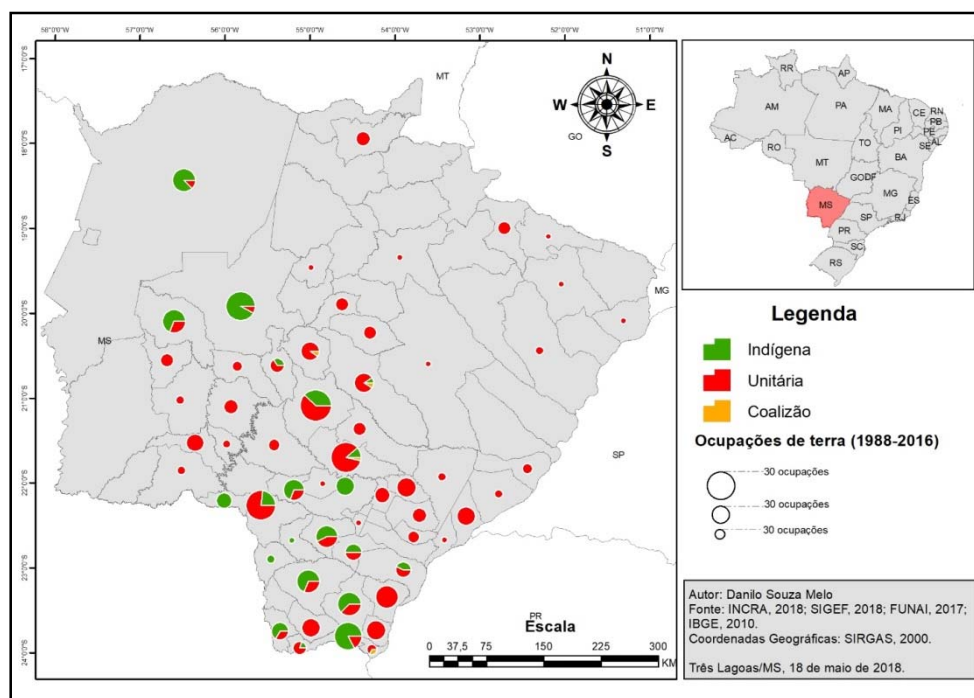 58°0'0"W 57°0'0"W 56°0'0"W 55°0'0"W 54°0'0"W 53°0'0"W 52°0'0"W 51°0'0"W
17°0'0"S
18°0'0"S
19°0'0"S
20°0'0"S
21°0'0"S
22°0'0"S
23°0'0"S
24°0'0"S
MT
GO
MG
MS
SP
PR
N
W E
S
Escala
0 37,5 75 150 225 300
KM
RR AP
AM PA MA CE RN
PB
PI PE
AC AL
SE
RO TO
MT BA
GO DF
MG
MS ES
SP RJ
PR
SC
RS
Legenda
Indígena
Unitária
Coalizão
Ocupações de terra (1988-2016)
30 ocupações
30 ocupações
30 ocupações
Autor: Danilo Souza Melo
Fonte: INCRA, 2018; SIGEF, 2018; FUNAI, 2017;
IBGE, 2010.
Coordenadas Geográficas: SIRGAS, 2000.
Três Lagoas/MS, 18 de maio de 2018.